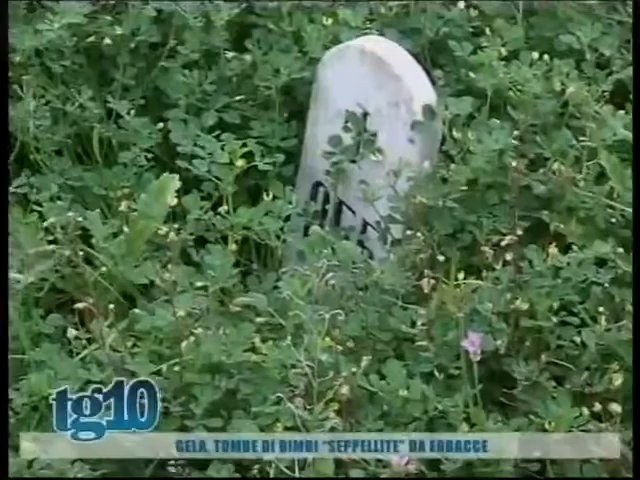 tg10
GELA, TOMBE DI BIMBI "SEPPELLITE" DA ERBACCE